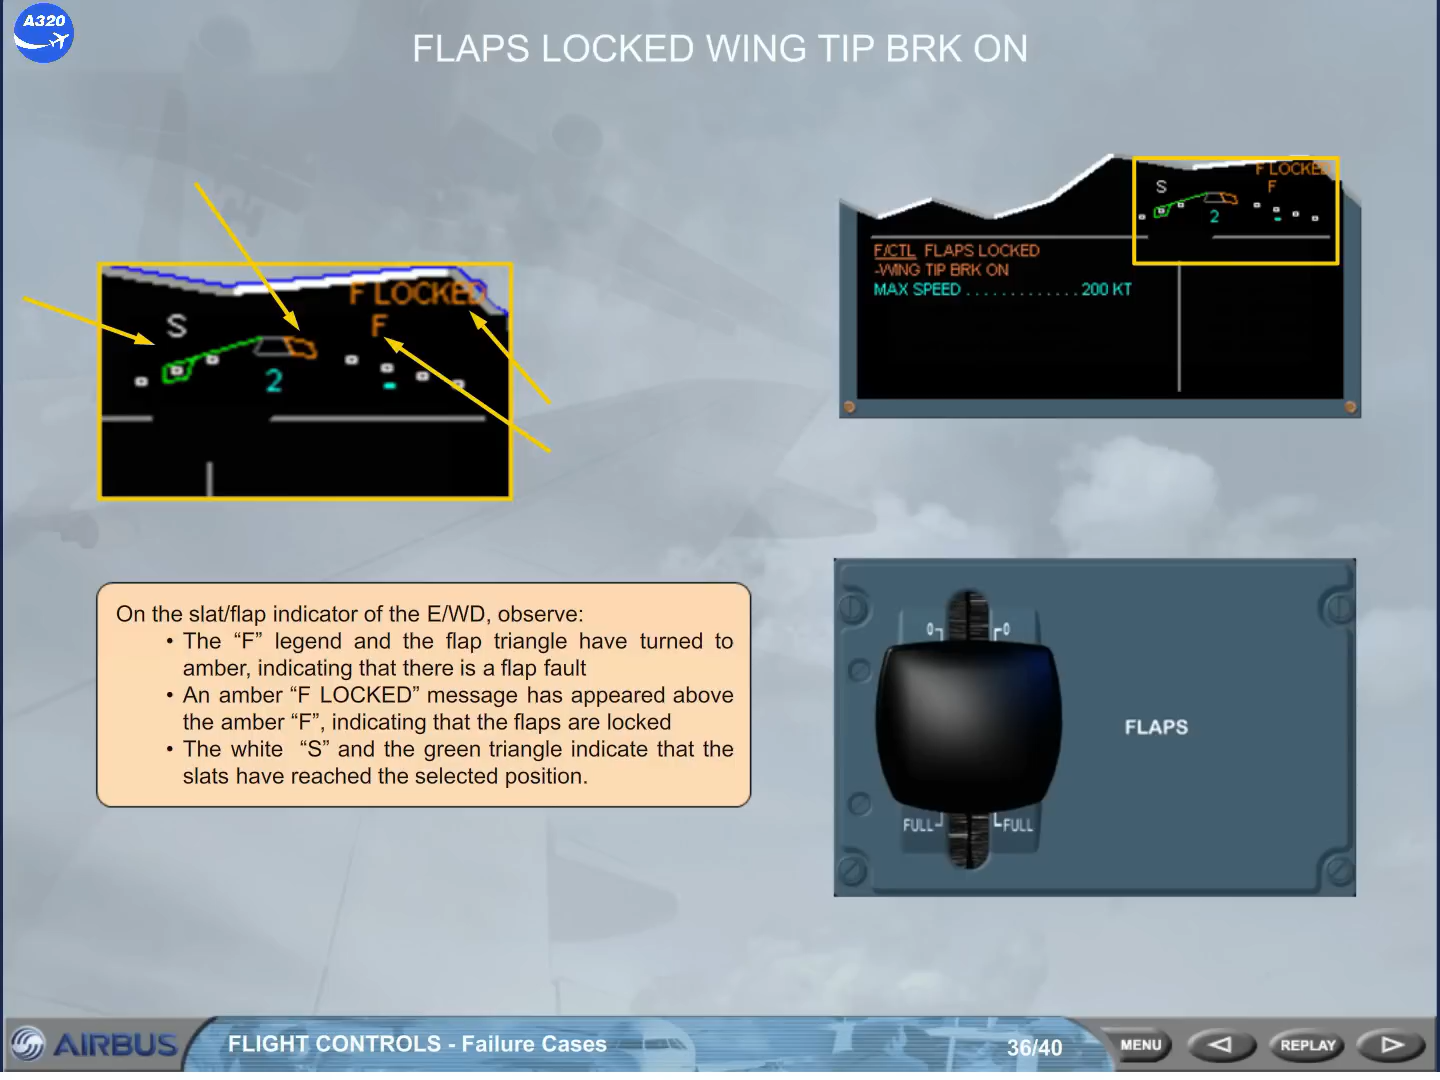 A320
FLAPS LOCKED WING TIP BRK ON
F LOCKED
S
F
2
F LOCKED
S
F
2
F/CTL FLAPS LOCKED
-WING TIP BRK ON
MAX SPEED.............200 KT
On the slat/flap indicator of the E/WD, observe:
• The “F” legend and the flap triangle have turned to
amber, indicating that there is a flap fault
• An amber “F LOCKED” message has appeared above
the amber “F”, indicating that the flaps are locked
• The white “S” and the green triangle indicate that the
slats have reached the selected position.
0 0
FLAPS
FULL FULL
AIRBUS
FLIGHT CONTROLS - Failure Cases
36/40
MENU
REPLAY